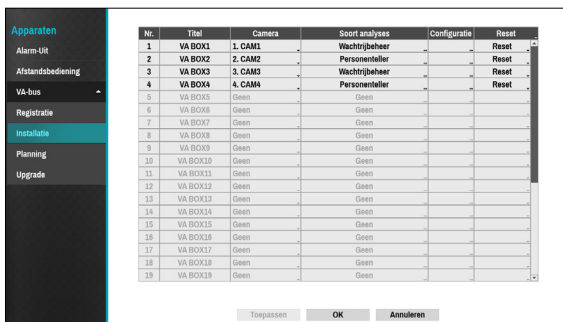 Apparaten
Alarm-Uit
Afstandsbediening
VA-bus
Registratie
Installatie
Planning
Upgrade
Nr. Titel Camera Soort analyses Configuratie Reset
1 VA BOX1 1. CAM1 Wachtrijbeheer Reset
2 VA BOX2 2. CAM2 Personenteller Reset
3 VA BOX3 3. CAM3 Wachtrijbeheer Reset
4 VA BOX4 4. CAM4 Personenteller Reset
5 VA BOX5 Geen Geen
6 VA BOX6 Geen Geen
7 VA BOX7 Geen Geen
8 VA BOX8 Geen Geen
9 VA BOX9 Geen Geen
10 VA BOX10 Geen Geen
11 VA BOX11 Geen Geen
12 VA BOX12 Geen Geen
13 VA BOX13 Geen Geen
14 VA BOX14 Geen Geen
15 VA BOX15 Geen Geen
16 VA BOX16 Geen Geen
17 VA BOX17 Geen Geen
18 VA BOX18 Geen Geen
19 VA BOX19 Geen Geen
Toepassen OK Annuleren